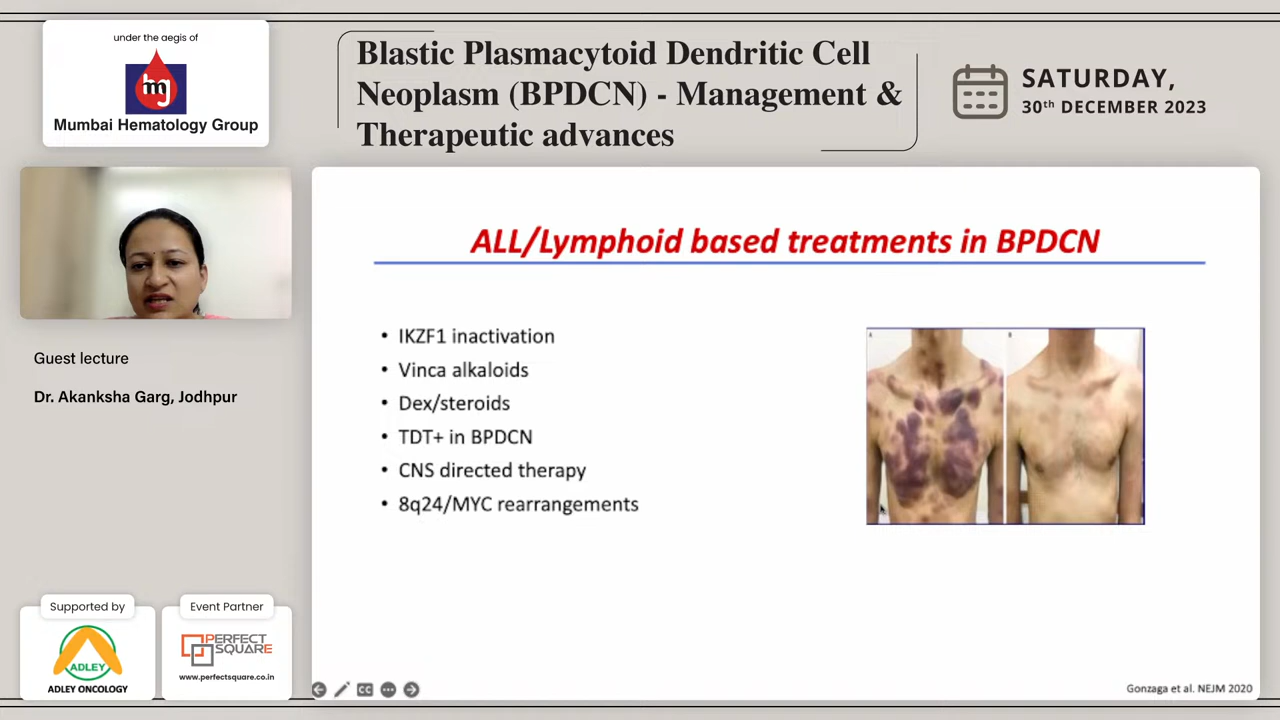 under the aegis of
hg
Mumbai Hematology Group
Blastic Plasmacytoid Dendritic Cell
Neoplasm (BPDCN) - Management &
Therapeutic advances
SATURDAY,
30th DECEMBER 2023
Guest lecture
Dr. Akanksha Garg, Jodhpur
ALL/Lymphoid based treatments in BPDCN
• IKZF1 inactivation
• Vinca alkaloids
• Dex/steroids
• TDT+ in BPDCN
• CNS directed therapy
• 8q24/MYC rearrangements
A
B
Supported by
ADLEY
ADLEY ONCOLOGY
Event Partner
PERFECT
SQUARE
www.perfectsquare.co.in
CC
Gonzaga et al. NEJM 2020